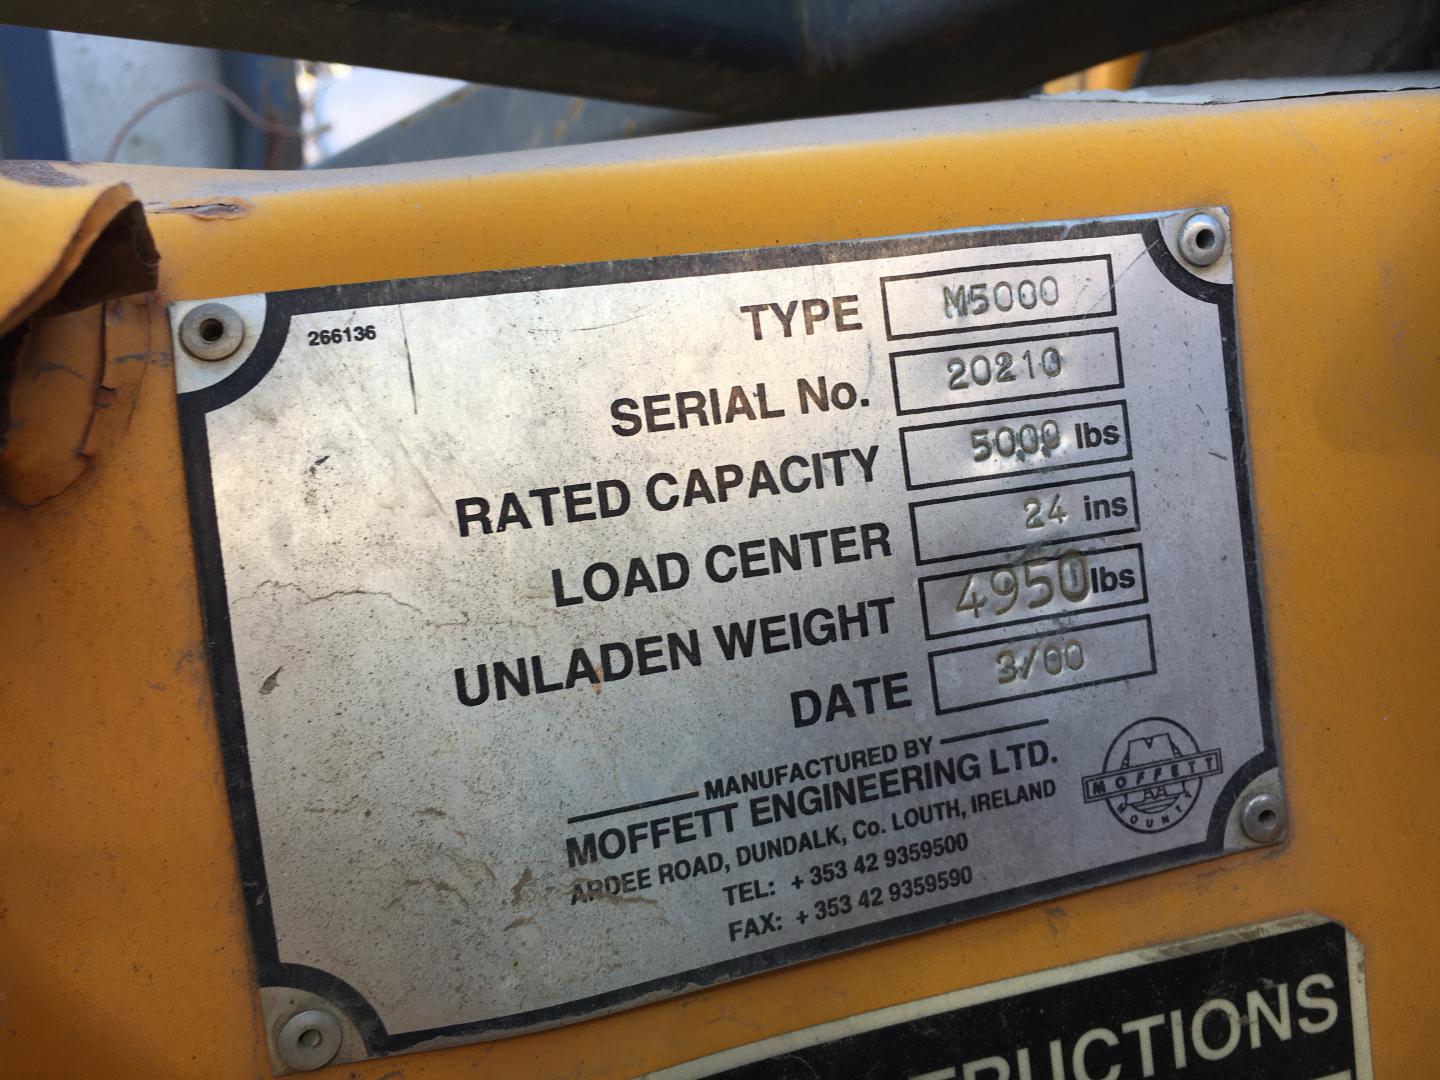 266136
TYPE M5000
SERIAL No. 20210
RATED CAPACITY 5000 lbs
LOAD CENTER 24 ins
UNLADEN WEIGHT 4950 lbs
DATE 3/00
MANUFACTURED BY
MOFFETT ENGINEERING LTD.
ARDEE ROAD, DUNDALK, Co. LOUTH, IRELAND
TEL: + 353 42 9359500
FAX: + 353 42 9359590
MOFFETT
MOUNTY
RUCTIONS